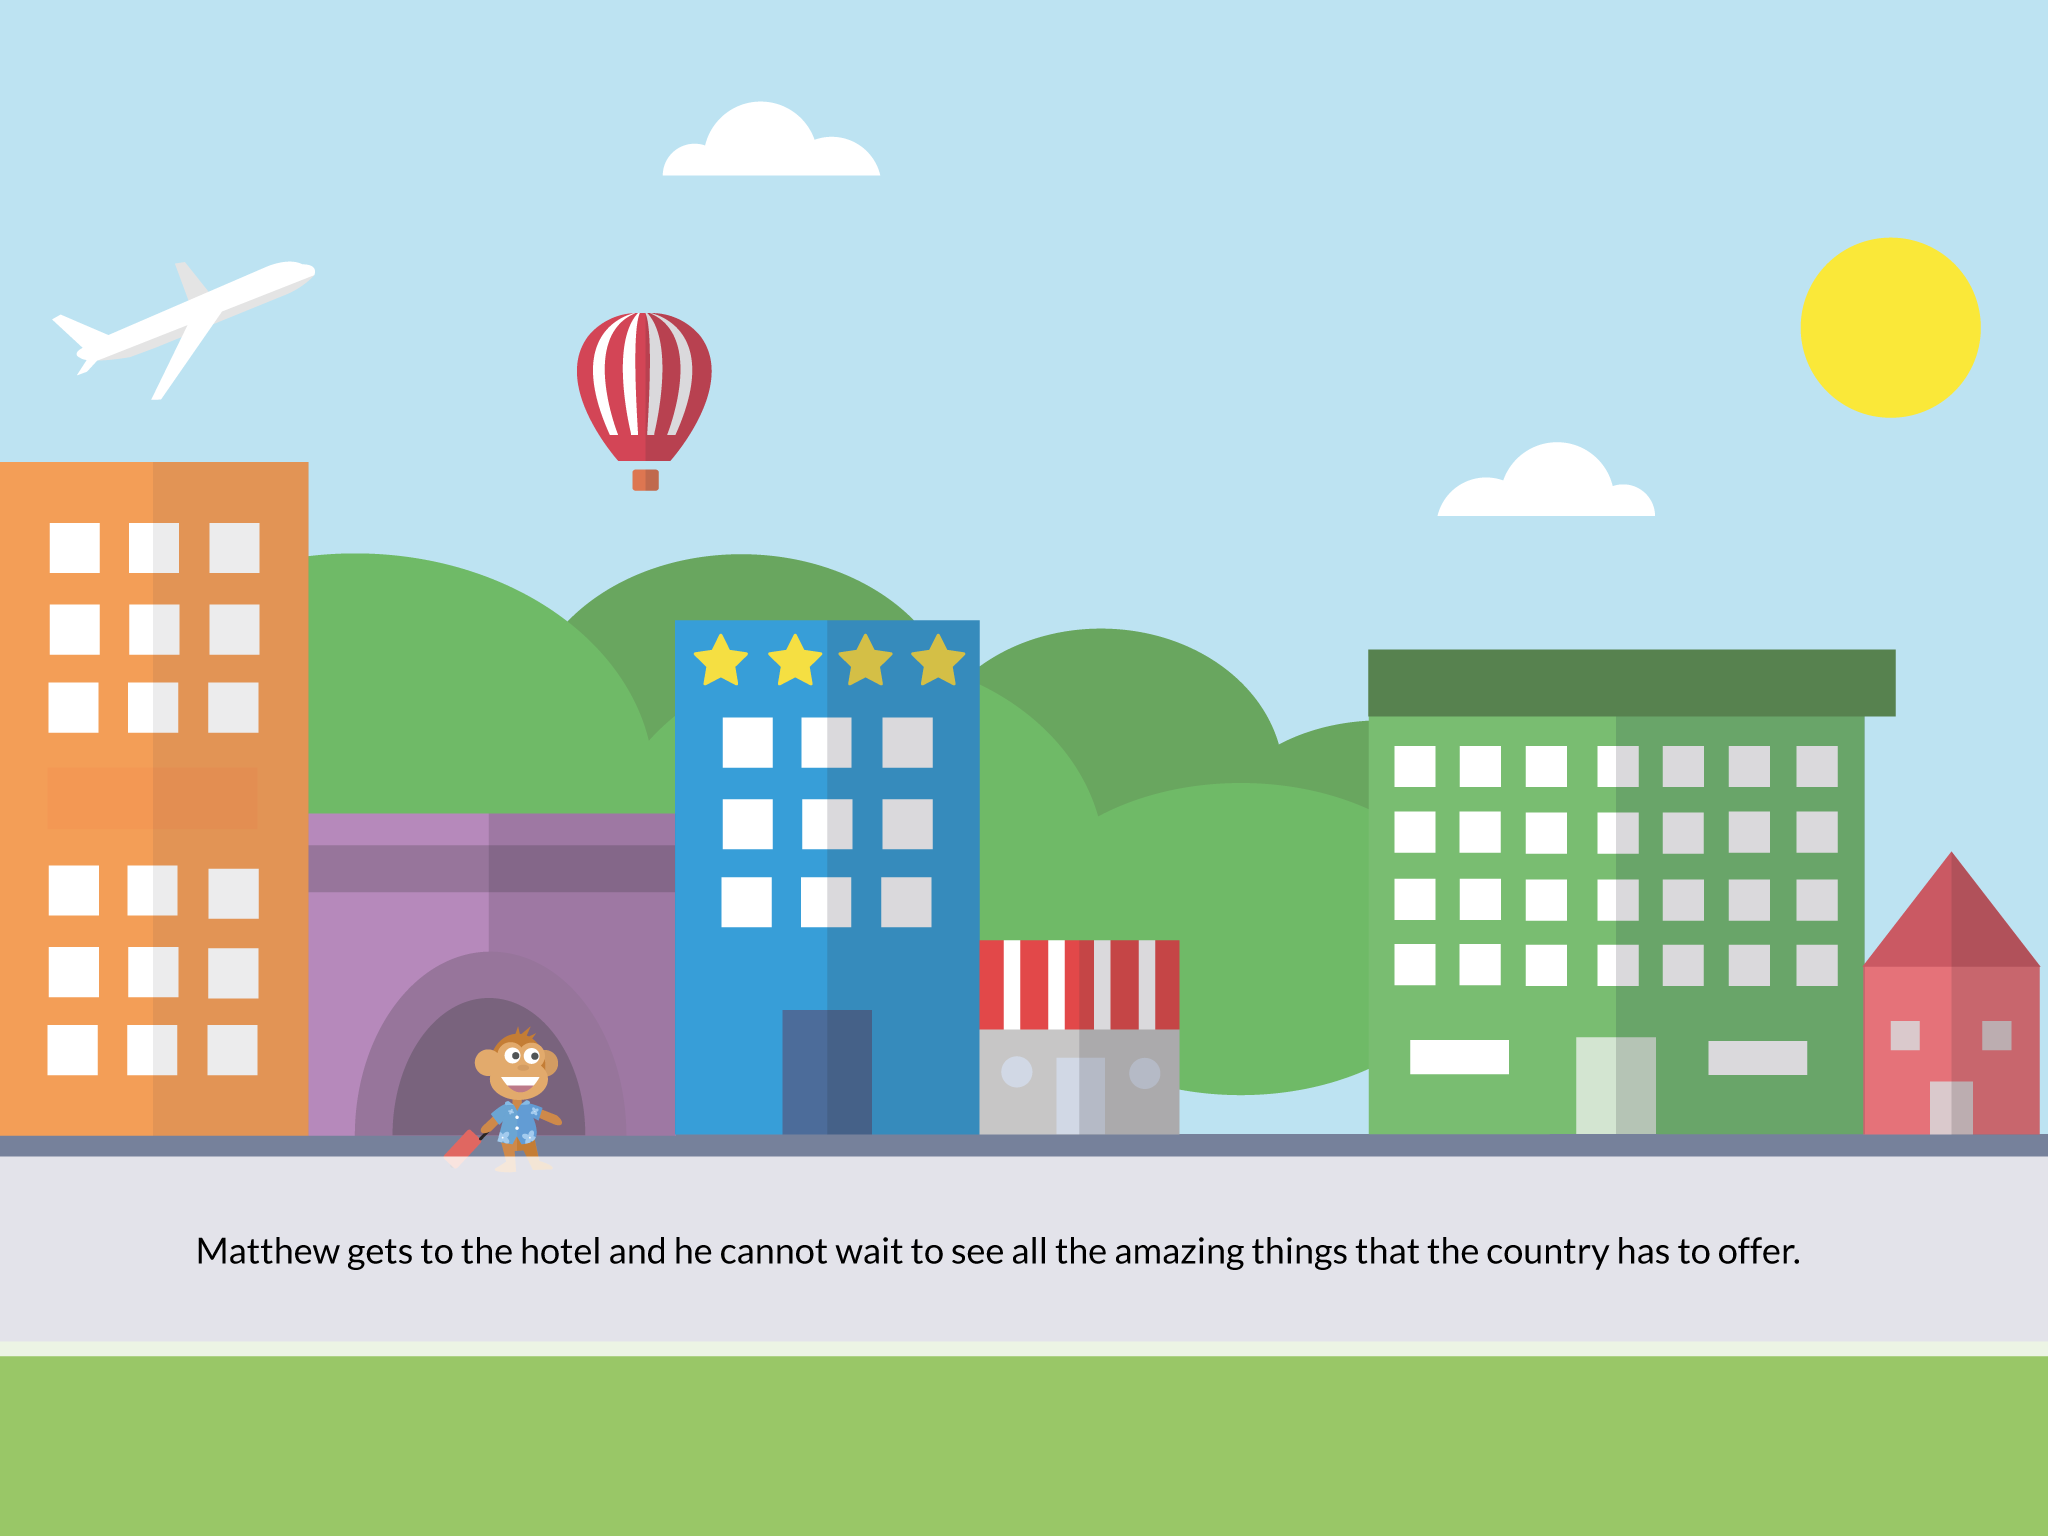 Matthew gets to the hotel and he cannot wait to see all the amazing things that the country has to offer.